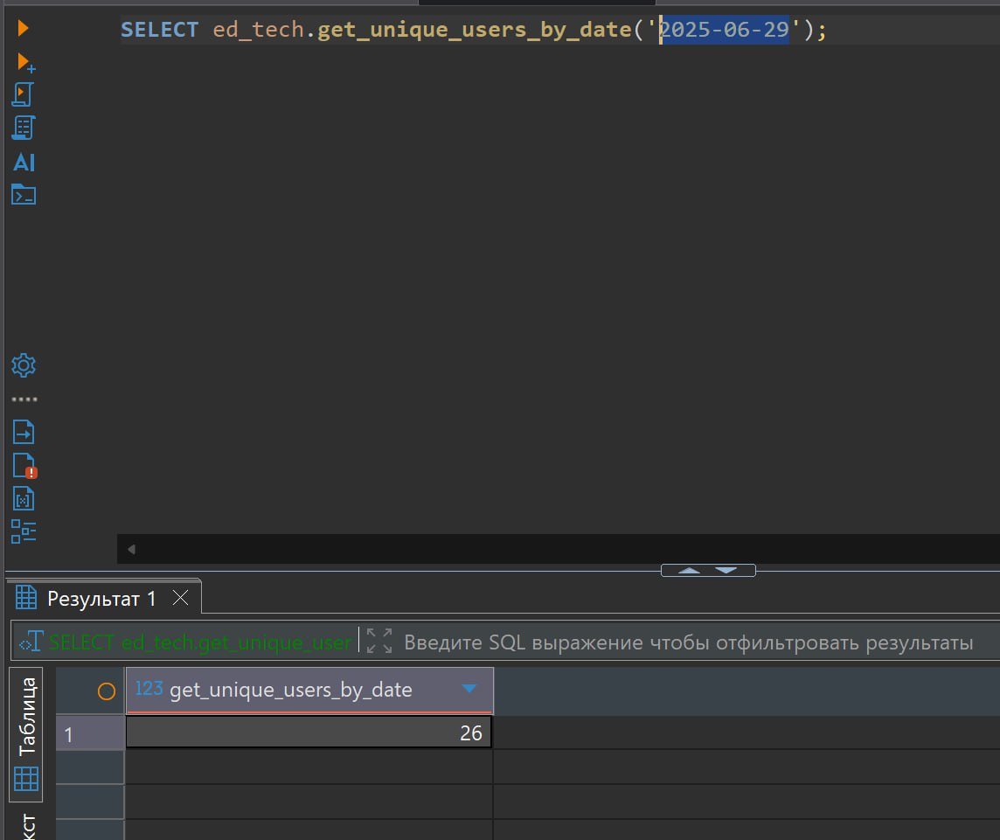 SELECT ed_tech.get_unique_users_by_date('2025-06-29');
AI
Результат 1
SELECT ed_tech.get_unique_user
Введите SQL выражение чтобы отфильтровать результаты
Таблица
123 get_unique_users_by_date
1
26
кст